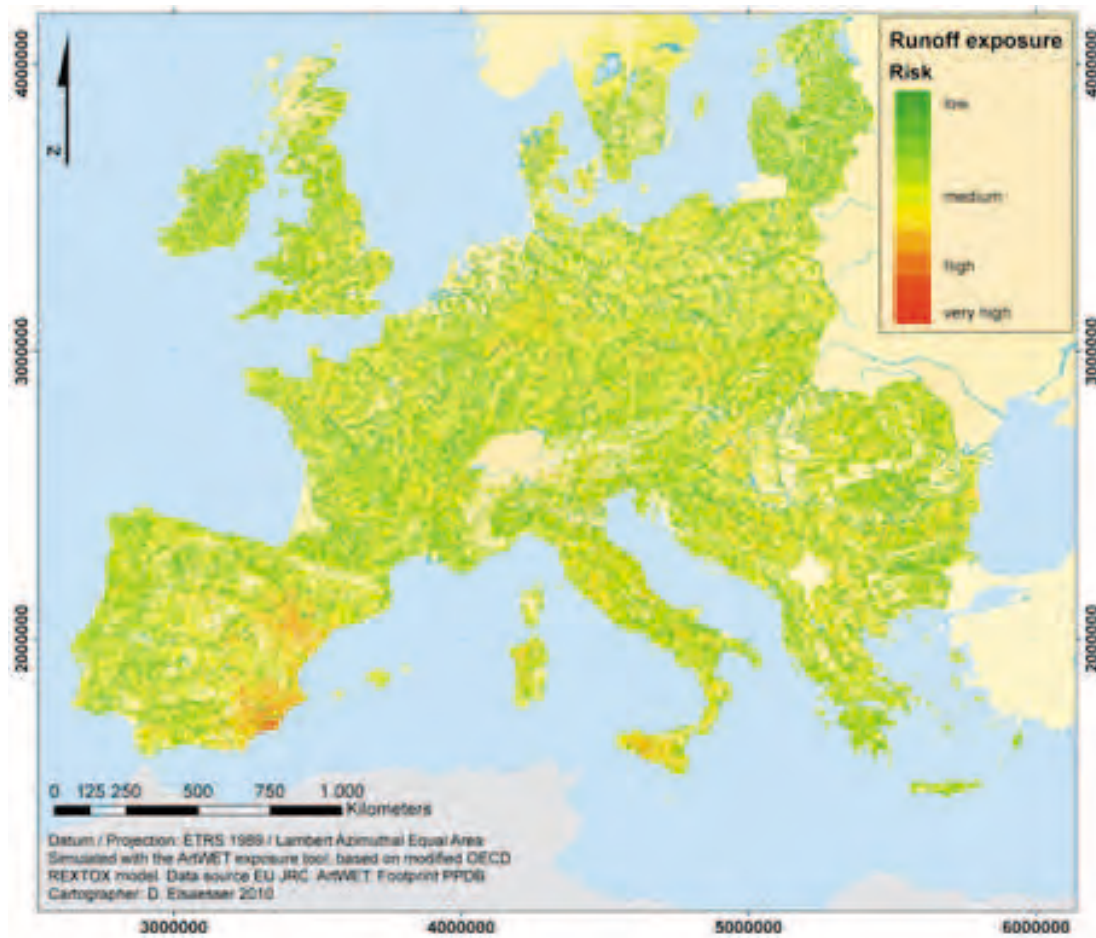 Runoff exposure
Risk
low
medium
high
very high
N
4000000
3000000
2000000
4000000
3000000
2000000
0 125 250 500 750 1.000
Kilometers
Datum / Projection: ETRS 1989 / Lambert Azimuthal Equal Area
Simulated with the ArtWET exposure tool, based on modified OECD
REXTOX model. Data source EU JRC. ArtWET. Footprint PPDB
Cartographer: D. Elsaesser 2010
3000000 4000000 5000000 6000000